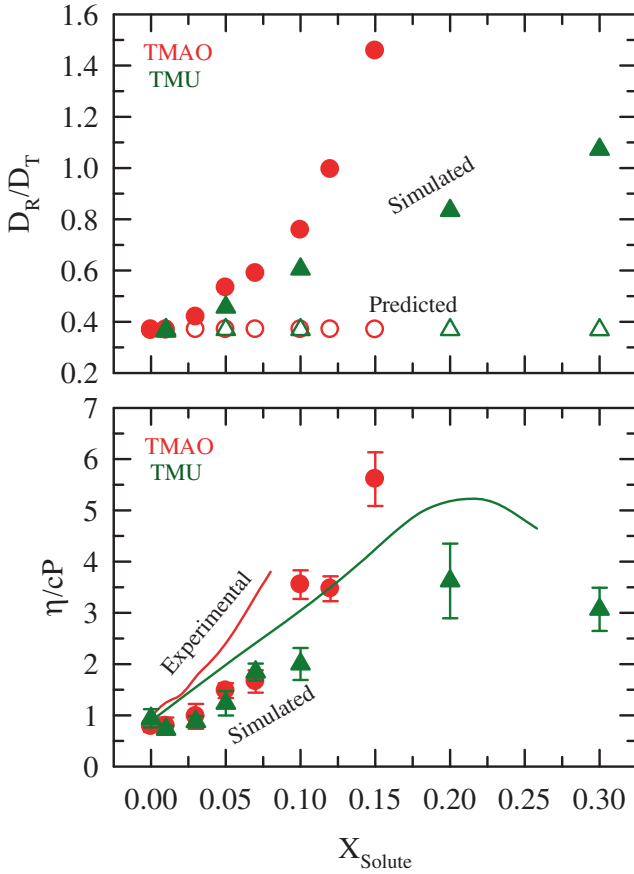 1.6
1.4
1.2
1.0
0.8
0.6
0.4
0.2
D_R/D_T
TMAO
TMU
Simulated
Predicted
7
6
5
4
3
2
1
0
η/cP
TMAO
TMU
Experimental
Simulated
0.00 0.05 0.10 0.15 0.20 0.25 0.30
X_Solute